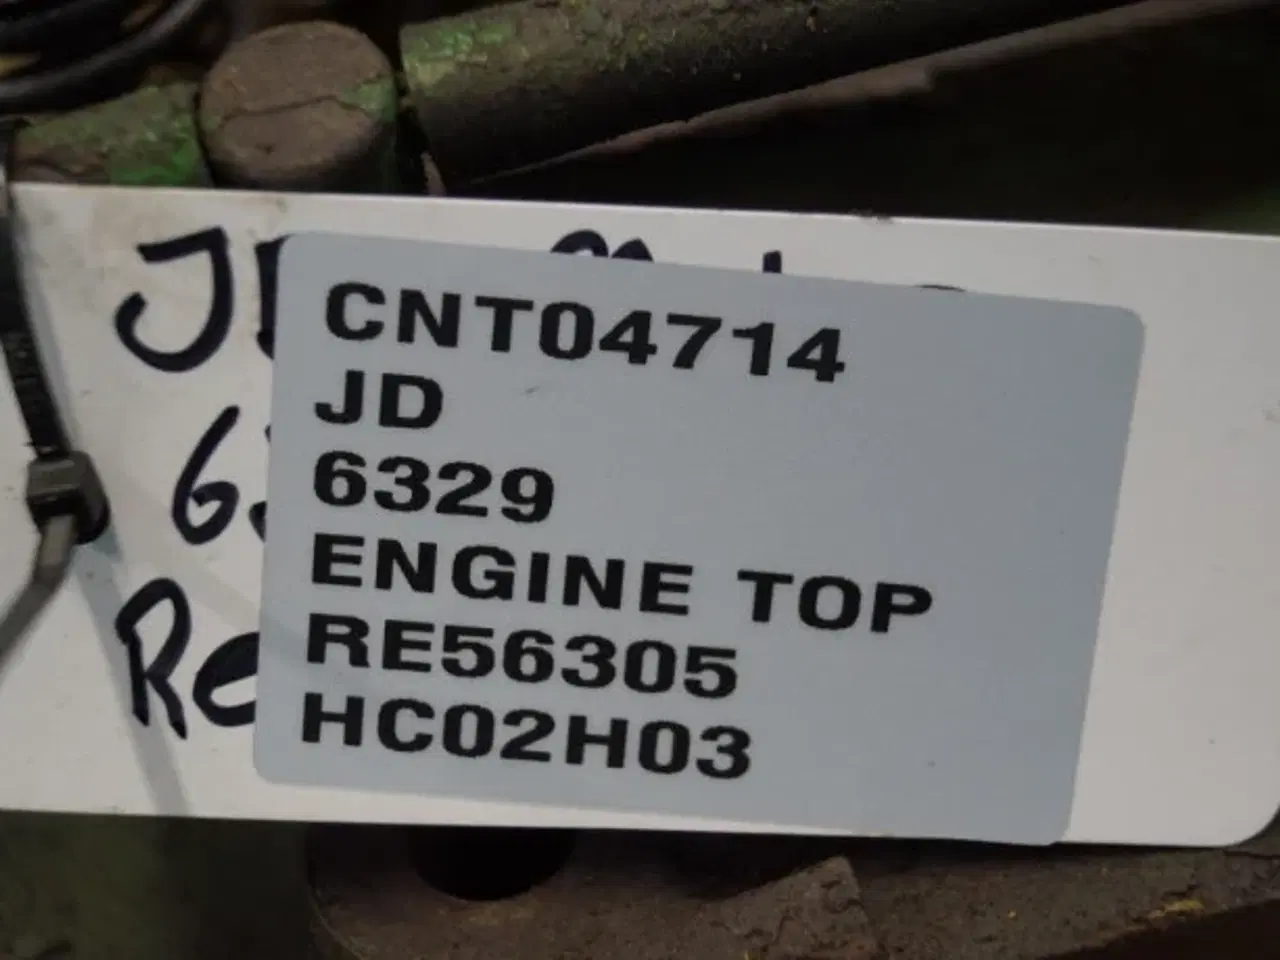 CNT04714
JD
6329
ENGINE TOP
RE56305
HC02H03